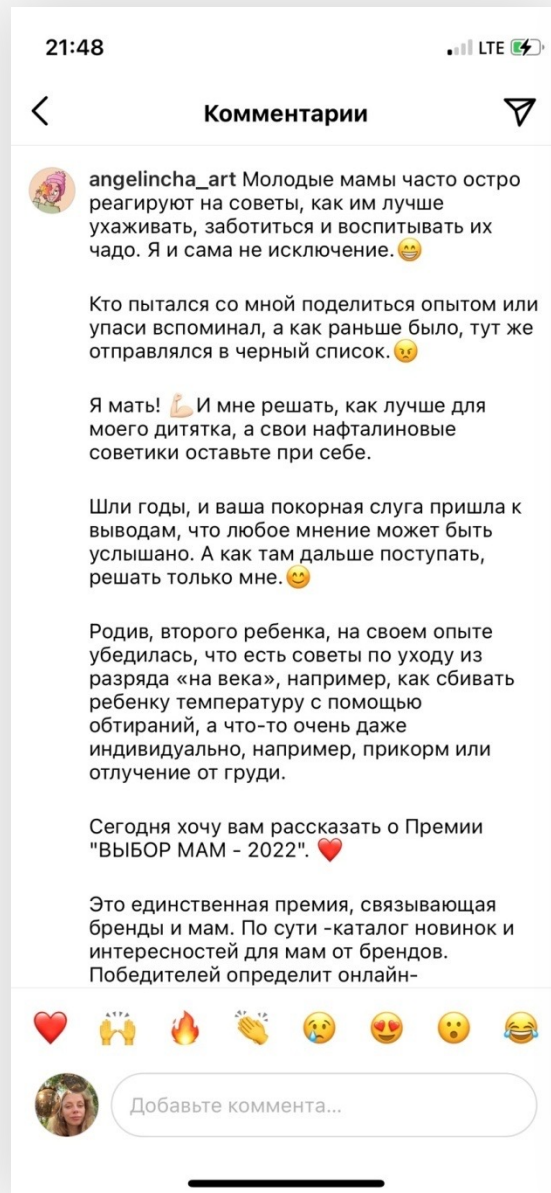 21:48
LTE
Комментарии
angelincha_art Молодые мамы часто остро
реагируют на советы, как им лучше
ухаживать, заботиться и воспитывать их
чадо. Я и сама не исключение.😁
Кто пытался со мной поделиться опытом или
упаси вспоминал, а как раньше было, тут же
отправлялся в черный список.😠
Я мать! 💪🏻И мне решать, как лучше для
моего дитятка, а свои нафталиновые
советики оставьте при себе.
Шли годы, и ваша покорная слуга пришла к
выводам, что любое мнение может быть
услышано. А как там дальше поступать,
решать только мне.😊
Родив, второго ребенка, на своем опыте
убедилась, что есть советы по уходу из
разряда «на века», например, как сбивать
ребенку температуру с помощью
обтираний, а что-то очень даже
индивидуально, например, прикорм или
отлучение от груди.
Сегодня хочу вам рассказать о Премии
"ВЫБОР МАМ - 2022". ❤️
Это единственная премия, связывающая
бренды и мам. По сути -каталог новинок и
интересностей для мам от брендов.
Победителей определит онлайн-
❤️ 🙌 🔥 👏 😢 😍 😮 😂
Добавьте коммента...